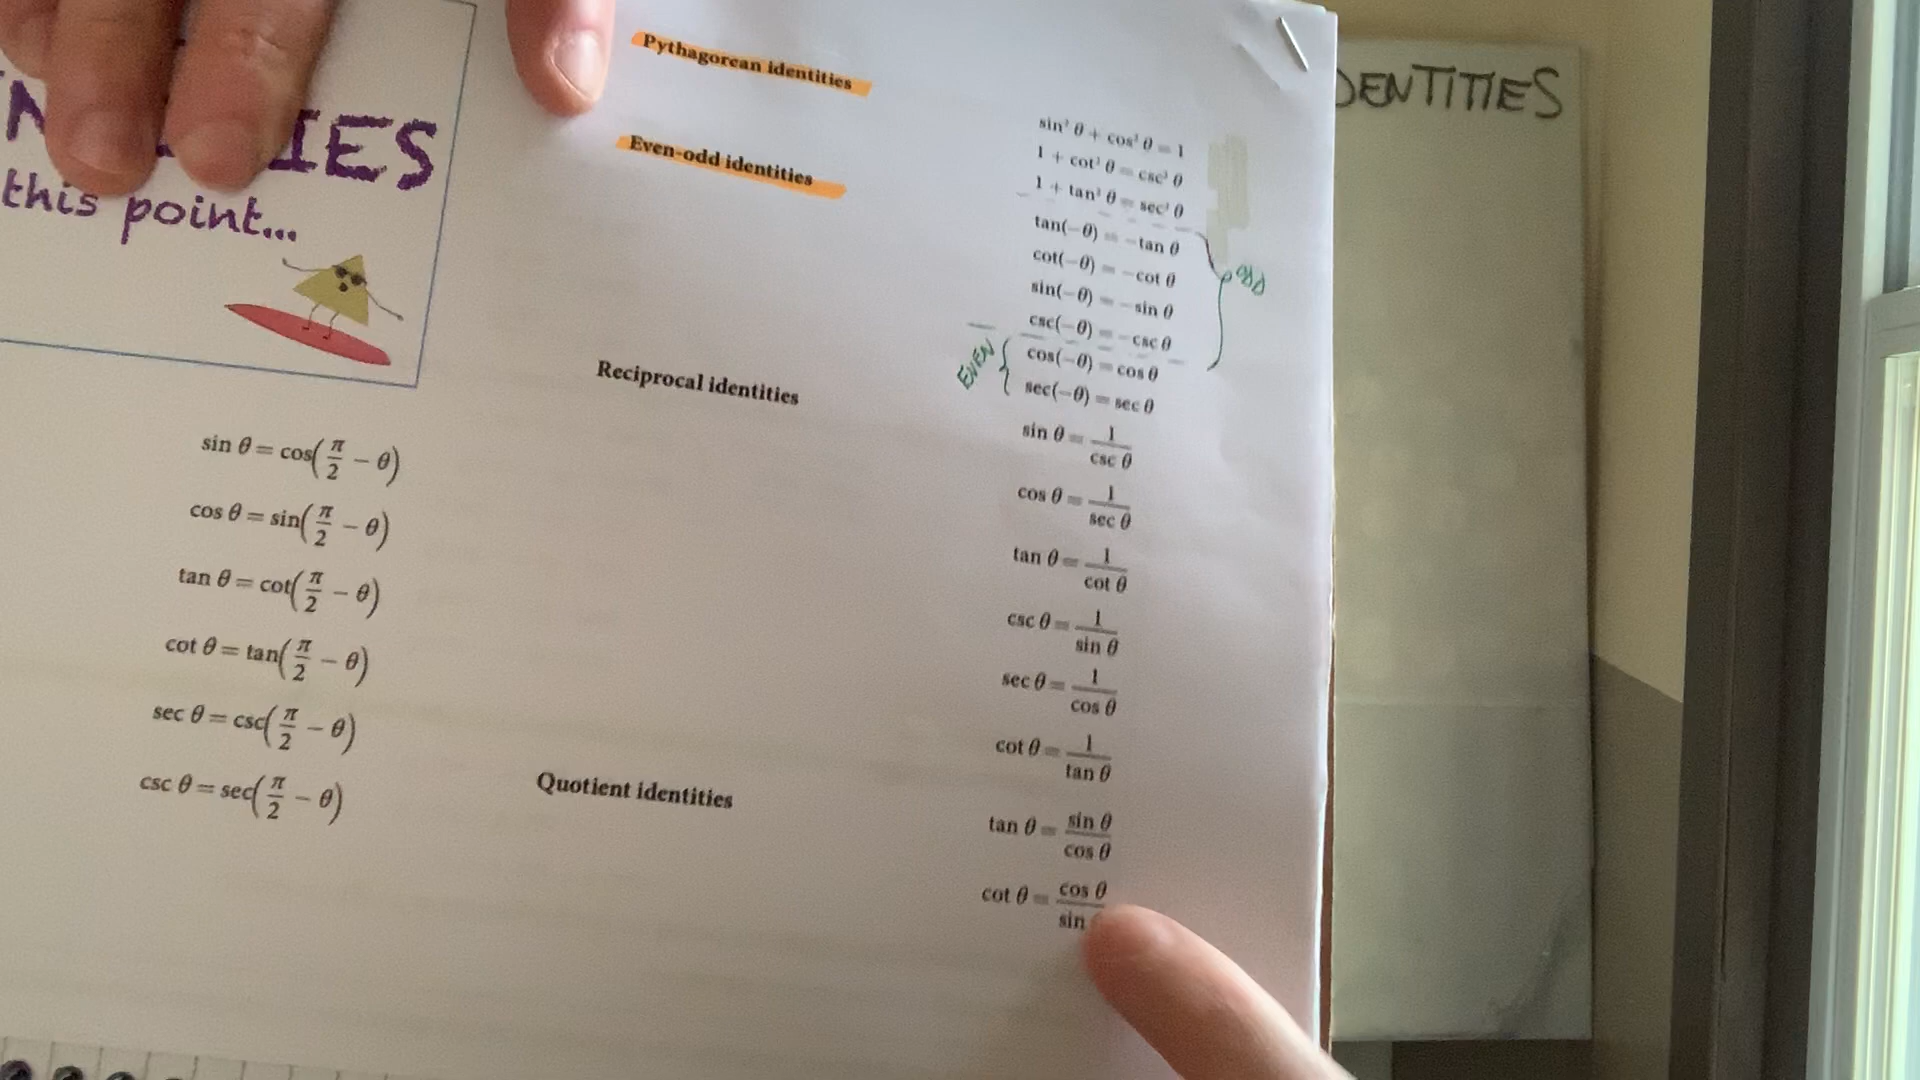 IES
this point...
sin θ = cos(π/2 − θ)
cos θ = sin(π/2 − θ)
tan θ = cot(π/2 − θ)
cot θ = tan(π/2 − θ)
sec θ = csc(π/2 − θ)
csc θ = sec(π/2 − θ)
Pythagorean identities
sin² θ + cos² θ = 1
1 + cot² θ = csc² θ
1 + tan² θ = sec² θ
Even-odd identities
tan(−θ) = −tan θ
cot(−θ) = −cot θ
sin(−θ) = −sin θ
csc(−θ) = −csc θ
ODD
cos(−θ) = cos θ
sec(−θ) = sec θ
EVEN
Reciprocal identities
sin θ = 1/csc θ
cos θ = 1/sec θ
tan θ = 1/cot θ
csc θ = 1/sin θ
sec θ = 1/cos θ
cot θ = 1/tan θ
Quotient identities
tan θ = sin θ/cos θ
cot θ = cos θ/sin
DENTITIES